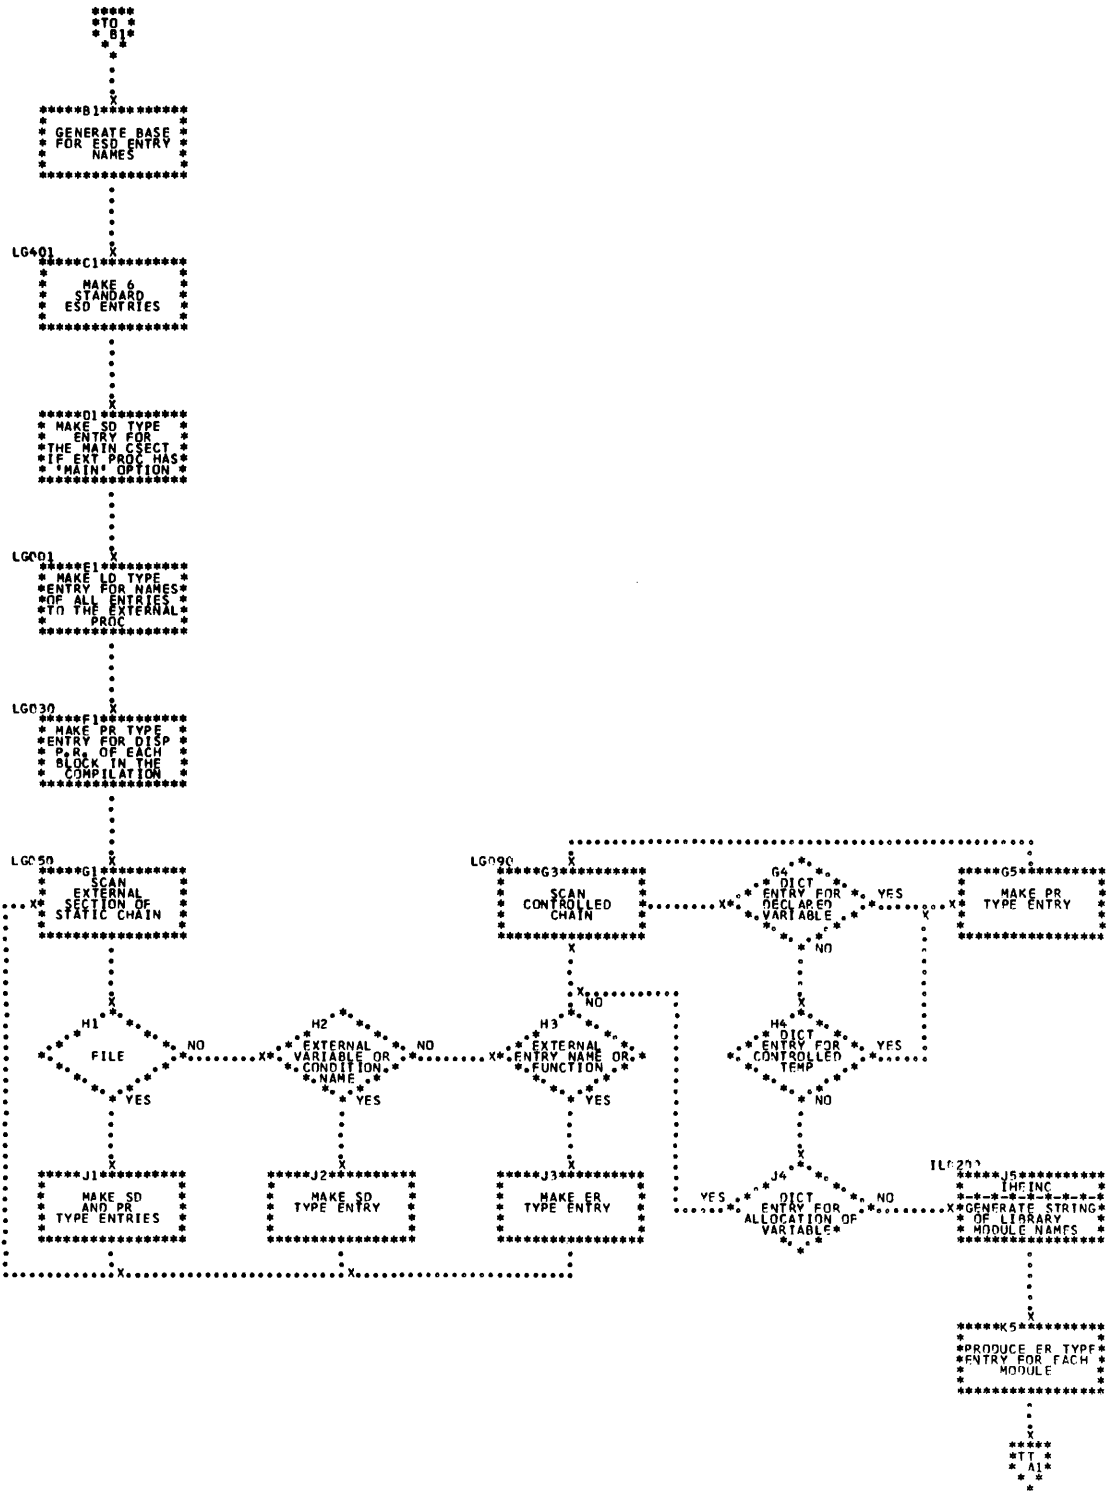 TO
B1
B1
GENERATE BASE
FOR ESD ENTRY
NAMES
LG401
C1
MAKE 6
STANDARD
ESD ENTRIES
D1
MAKE SD TYPE
ENTRY FOR
THE MAIN CSECT
IF EXT PROC HAS
'MAIN' OPTION
LG001
E1
MAKE LD TYPE
ENTRY FOR NAMES
OF ALL ENTRIES
TO THE EXTERNAL
PROC
LG030
F1
MAKE PR TYPE
ENTRY FOR DISP
P.R. OF EACH
BLOCK IN THE
COMPILATION
LG050
G1
SCAN
EXTERNAL
SECTION OF
STATIC CHAIN
LG090
G3
SCAN
CONTROLLED
CHAIN
G4
DICT
ENTRY FOR
DECLARED
VARIABLE
YES
NO
G5
MAKE PR
TYPE ENTRY
H1
FILE
NO
YES
H2
EXTERNAL
VARIABLE OR
CONDITION
NAME
NO
YES
NO
H3
EXTERNAL
ENTRY NAME OR
FUNCTION
YES
H4
DICT
ENTRY FOR
CONTROLLED
TEMP
YES
NO
J1
MAKE SD
AND PR
TYPE ENTRIES
J2
MAKE SD
TYPE ENTRY
J3
MAKE ER
TYPE ENTRY
YES
J4
DICT
ENTRY FOR
ALLOCATION OF
VARIABLE
NO
J5
GENERATE STRING
OF LIBRARY
MODULE NAMES
K5
PRODUCE ER TYPE
ENTRY FOR EACH
MODULE
TT
A1